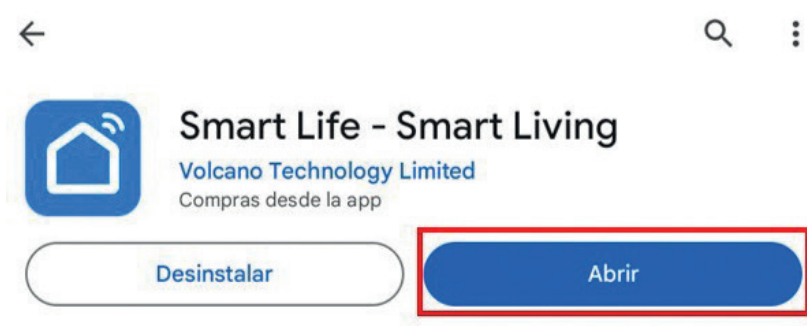 Smart Life - Smart Living
Volcano Technology Limited
Compras desde la app
Desinstalar
Abrir